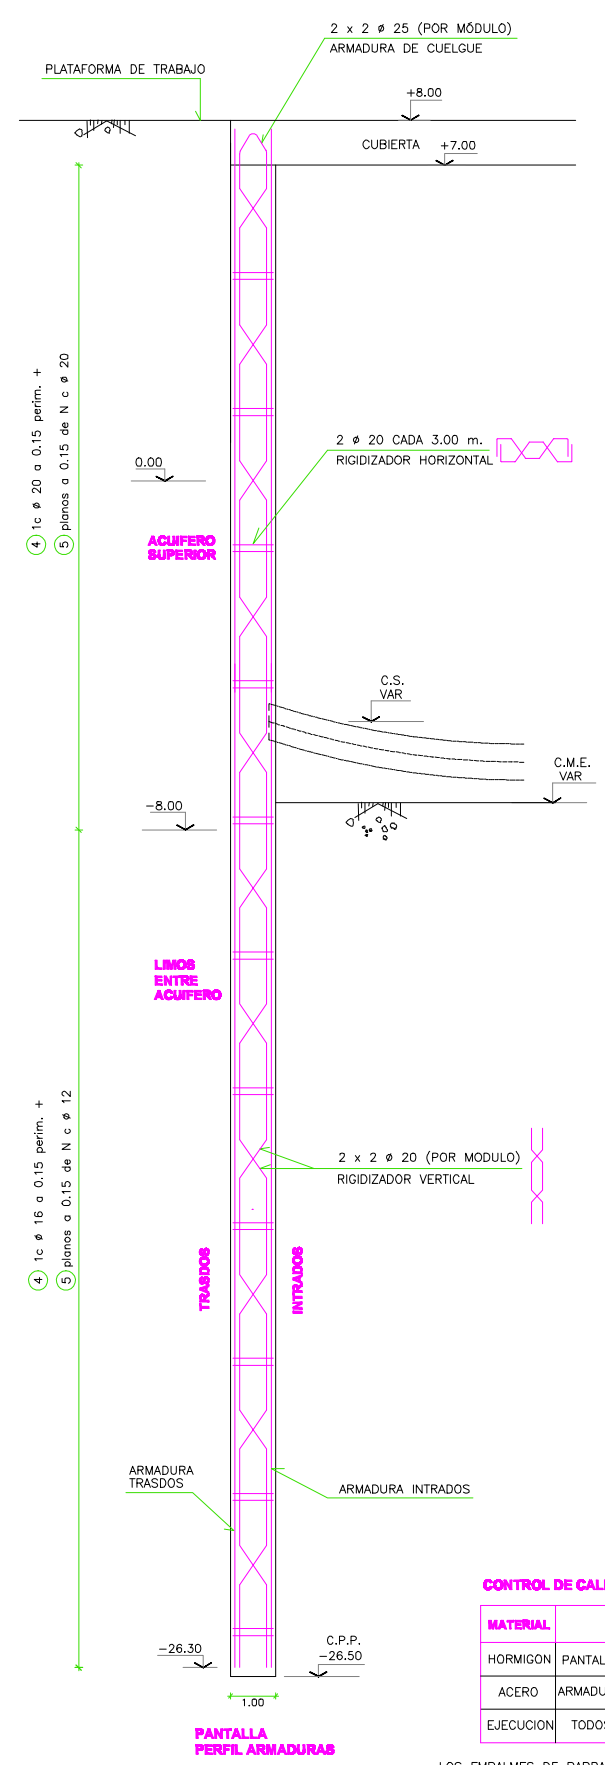 2 x 2 ø 25 (POR MÓDULO)
ARMADURA DE CUELGUE
PLATAFORMA DE TRABAJO
+8.00
CUBIERTA
+7.00
4 1c ø 20 a 0.15 perim. +
5 planos a 0.15 de N c ø 20
2 ø 20 CADA 3.00 m.
RIGIDIZADOR HORIZONTAL
0.00
ACUIFERO
SUPERIOR
C.S.
VAR
C.M.E.
VAR
-8.00
LIMOS
ENTRE
ACUIFERO
4 1c ø 16 a 0.15 perim. +
5 planos a 0.15 de N c ø 12
2 x 2 ø 20 (POR MODULO)
RIGIDIZADOR VERTICAL
TRASDOS
INTRADOS
ARMADURA
TRASDOS
ARMADURA INTRADOS
CONTROL DE CALI
MATERIAL
HORMIGON PANTAL
ACERO ARMADU
EJECUCION TODOS
-26.30
C.P.P.
-26.50
1.00
PANTALLA
PERFIL ARMADURAS